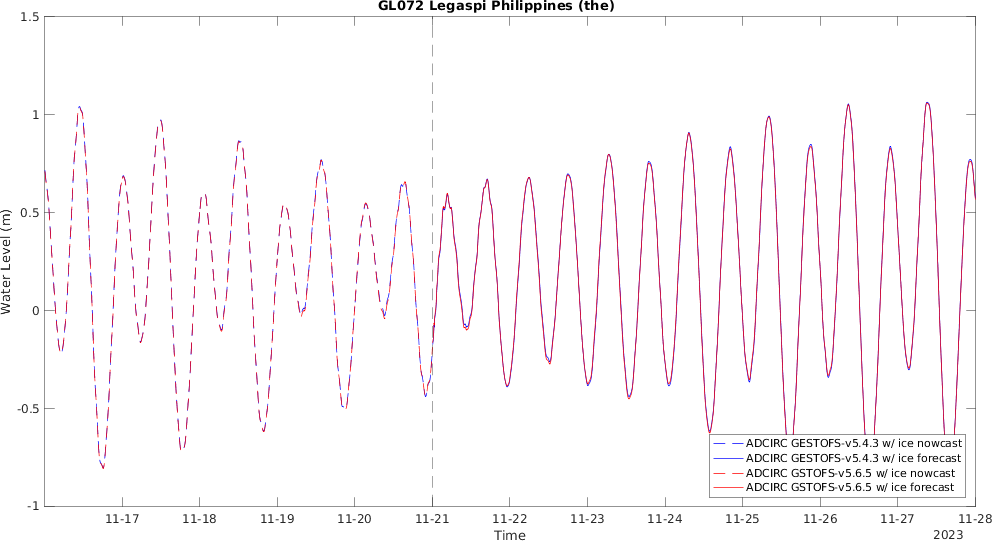 GL072 Legaspi Philippines (the)
1.5
1
0.5
0
-0.5
-1
Water Level (m)
11-17 11-18 11-19 11-20 11-21 11-22 11-23 11-24 11-25 11-26 11-27 11-28
Time
2023
ADCIRC GESTOFS-v5.4.3 w/ ice nowcast
ADCIRC GESTOFS-v5.4.3 w/ ice forecast
ADCIRC GSTOFS-v5.6.5 w/ ice nowcast
ADCIRC GSTOFS-v5.6.5 w/ ice forecast